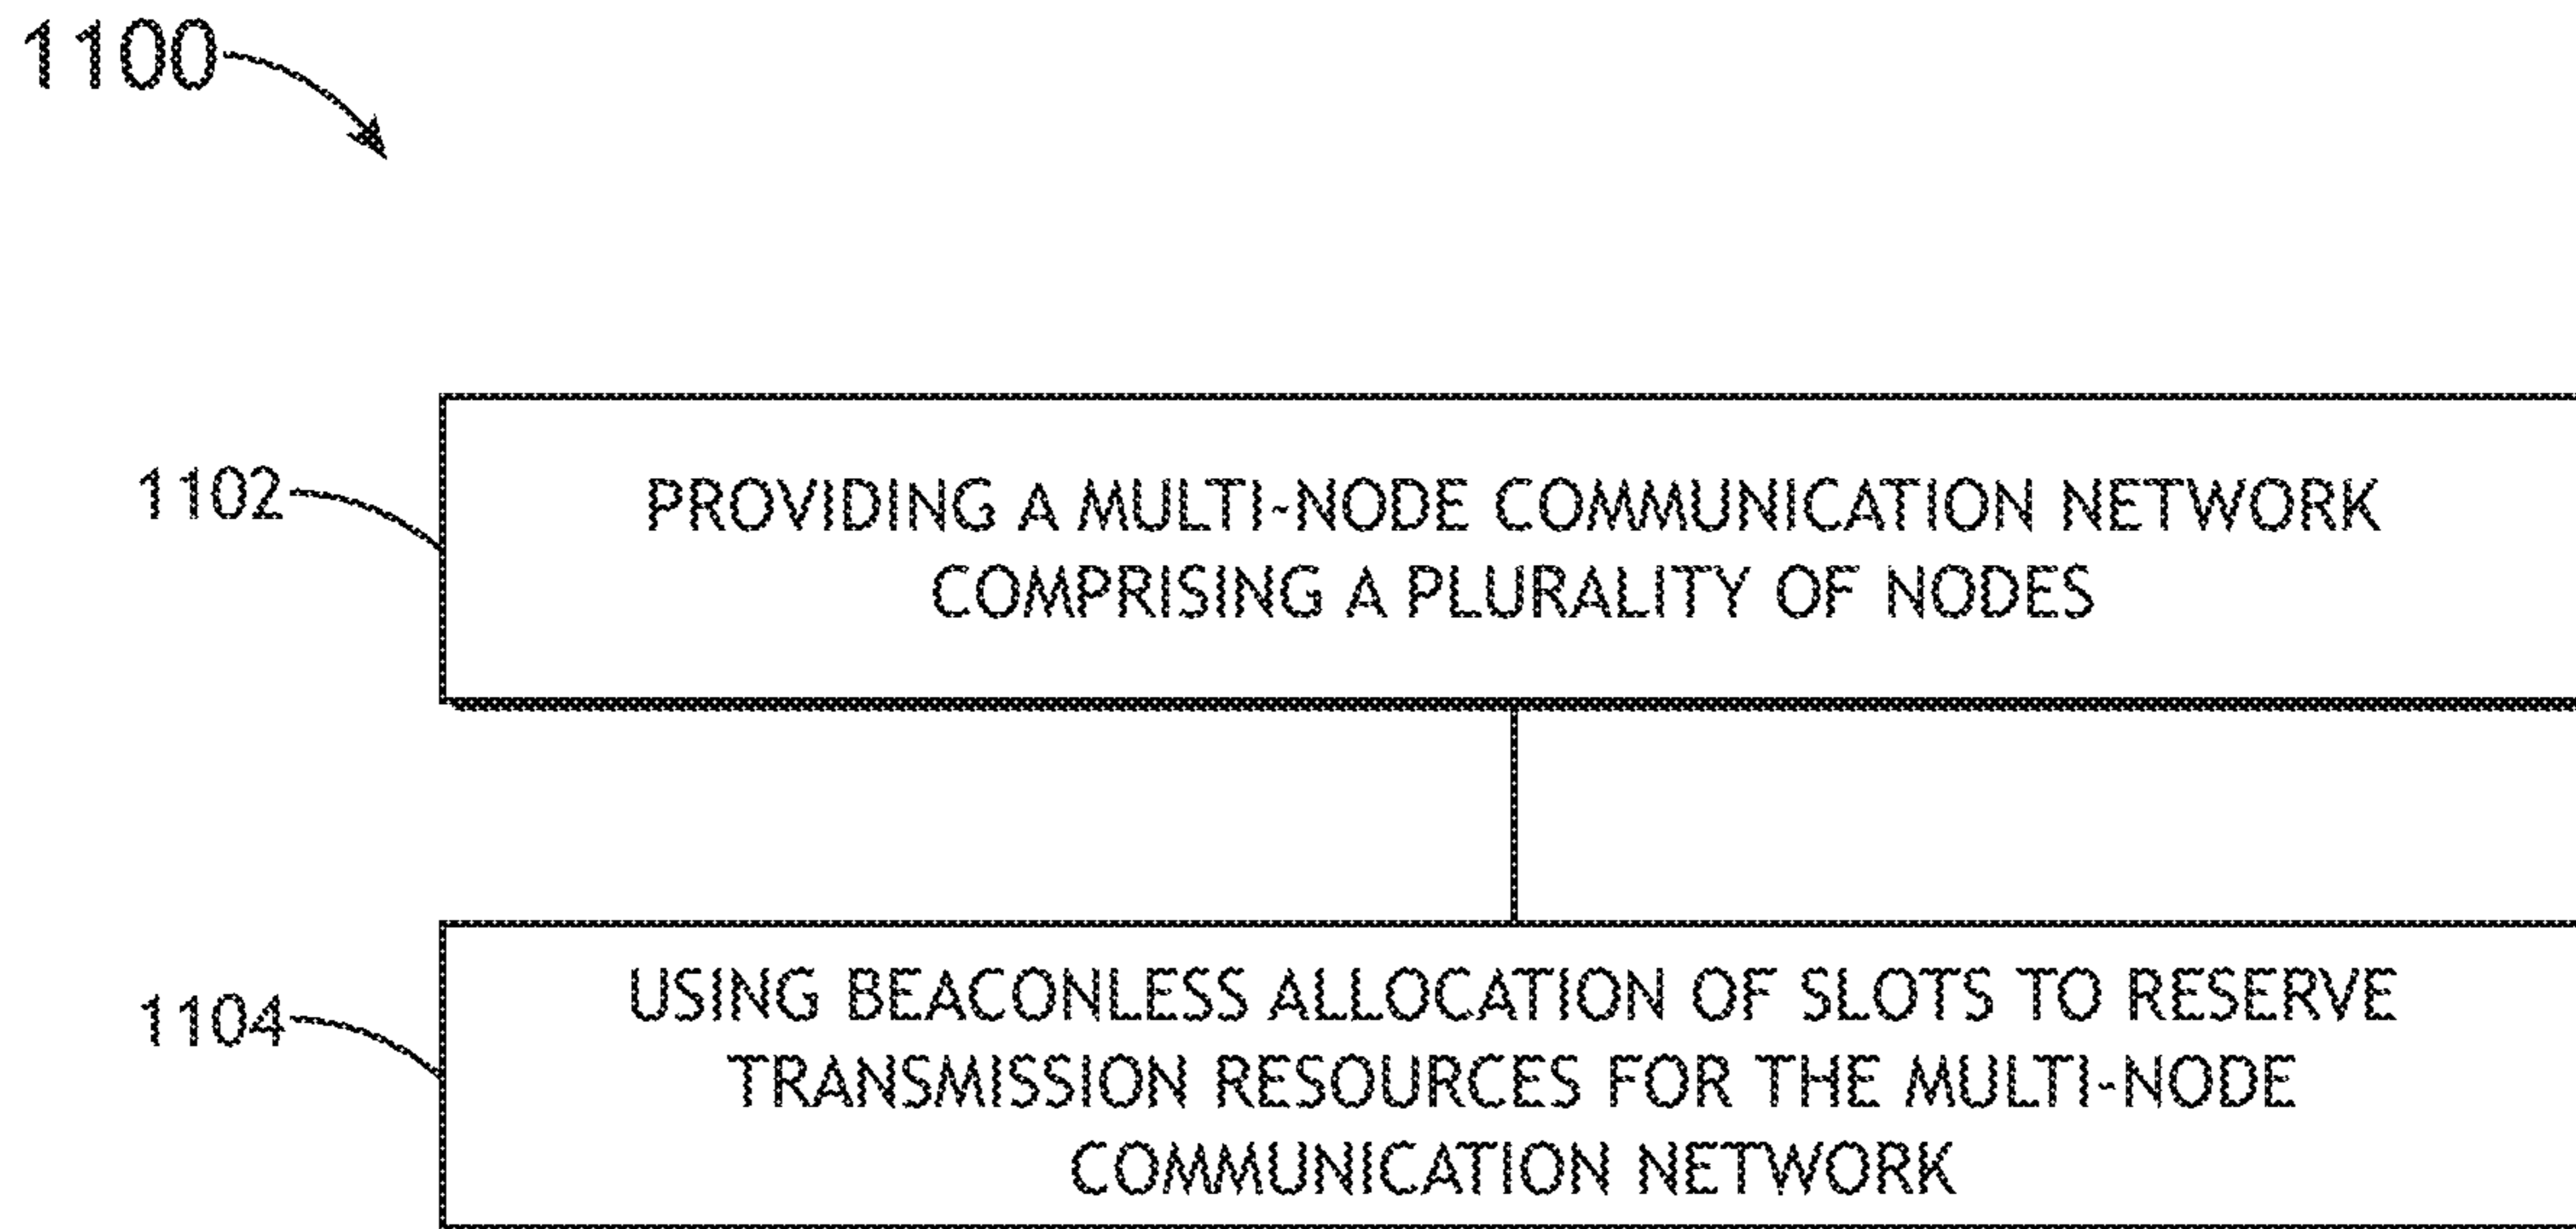 1100
1102
PROVIDING A MULTI-NODE COMMUNICATION NETWORK
COMPRISING A PLURALITY OF NODES
1104
USING BEACONLESS ALLOCATION OF SLOTS TO RESERVE
TRANSMISSION RESOURCES FOR THE MULTI-NODE
COMMUNICATION NETWORK